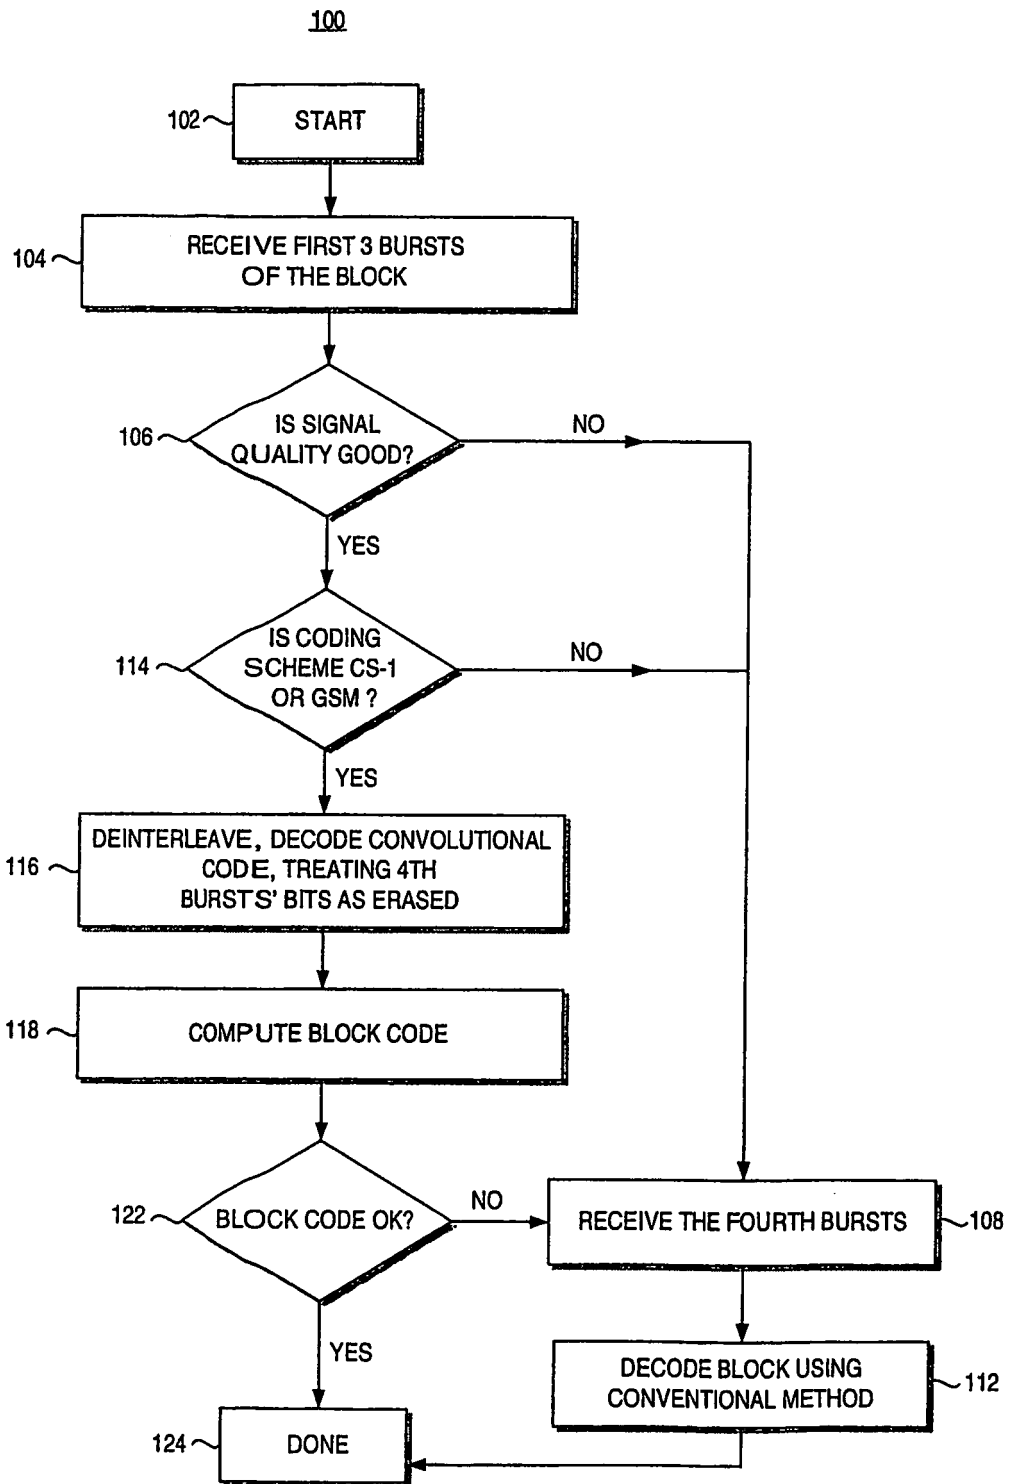 100
102
START
104
RECEIVE FIRST 3 BURSTS
OF THE BLOCK
106
IS SIGNAL
QUALITY GOOD?
NO
YES
114
IS CODING
SCHEME CS-1
OR GSM ?
NO
YES
116
DEINTERLEAVE, DECODE CONVOLUTIONAL
CODE, TREATING 4TH
BURSTS' BITS AS ERASED
118
COMPUTE BLOCK CODE
122
BLOCK CODE OK?
NO
RECEIVE THE FOURTH BURSTS
108
YES
DECODE BLOCK USING
CONVENTIONAL METHOD
112
124
DONE